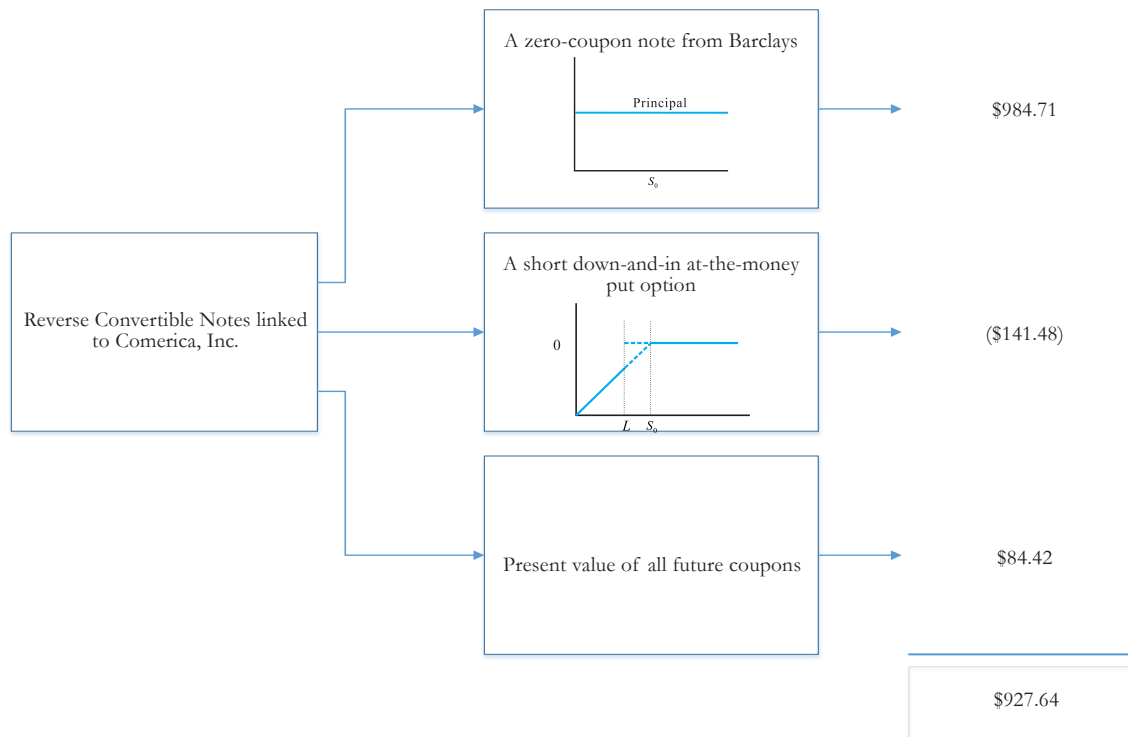 A zero-coupon note from Barclays
Principal
S₀
$984.71
Reverse Convertible Notes linked
to Comerica, Inc.
A short down-and-in at-the-money
put option
0
L S₀
($141.48)
Present value of all future coupons
$84.42
$927.64